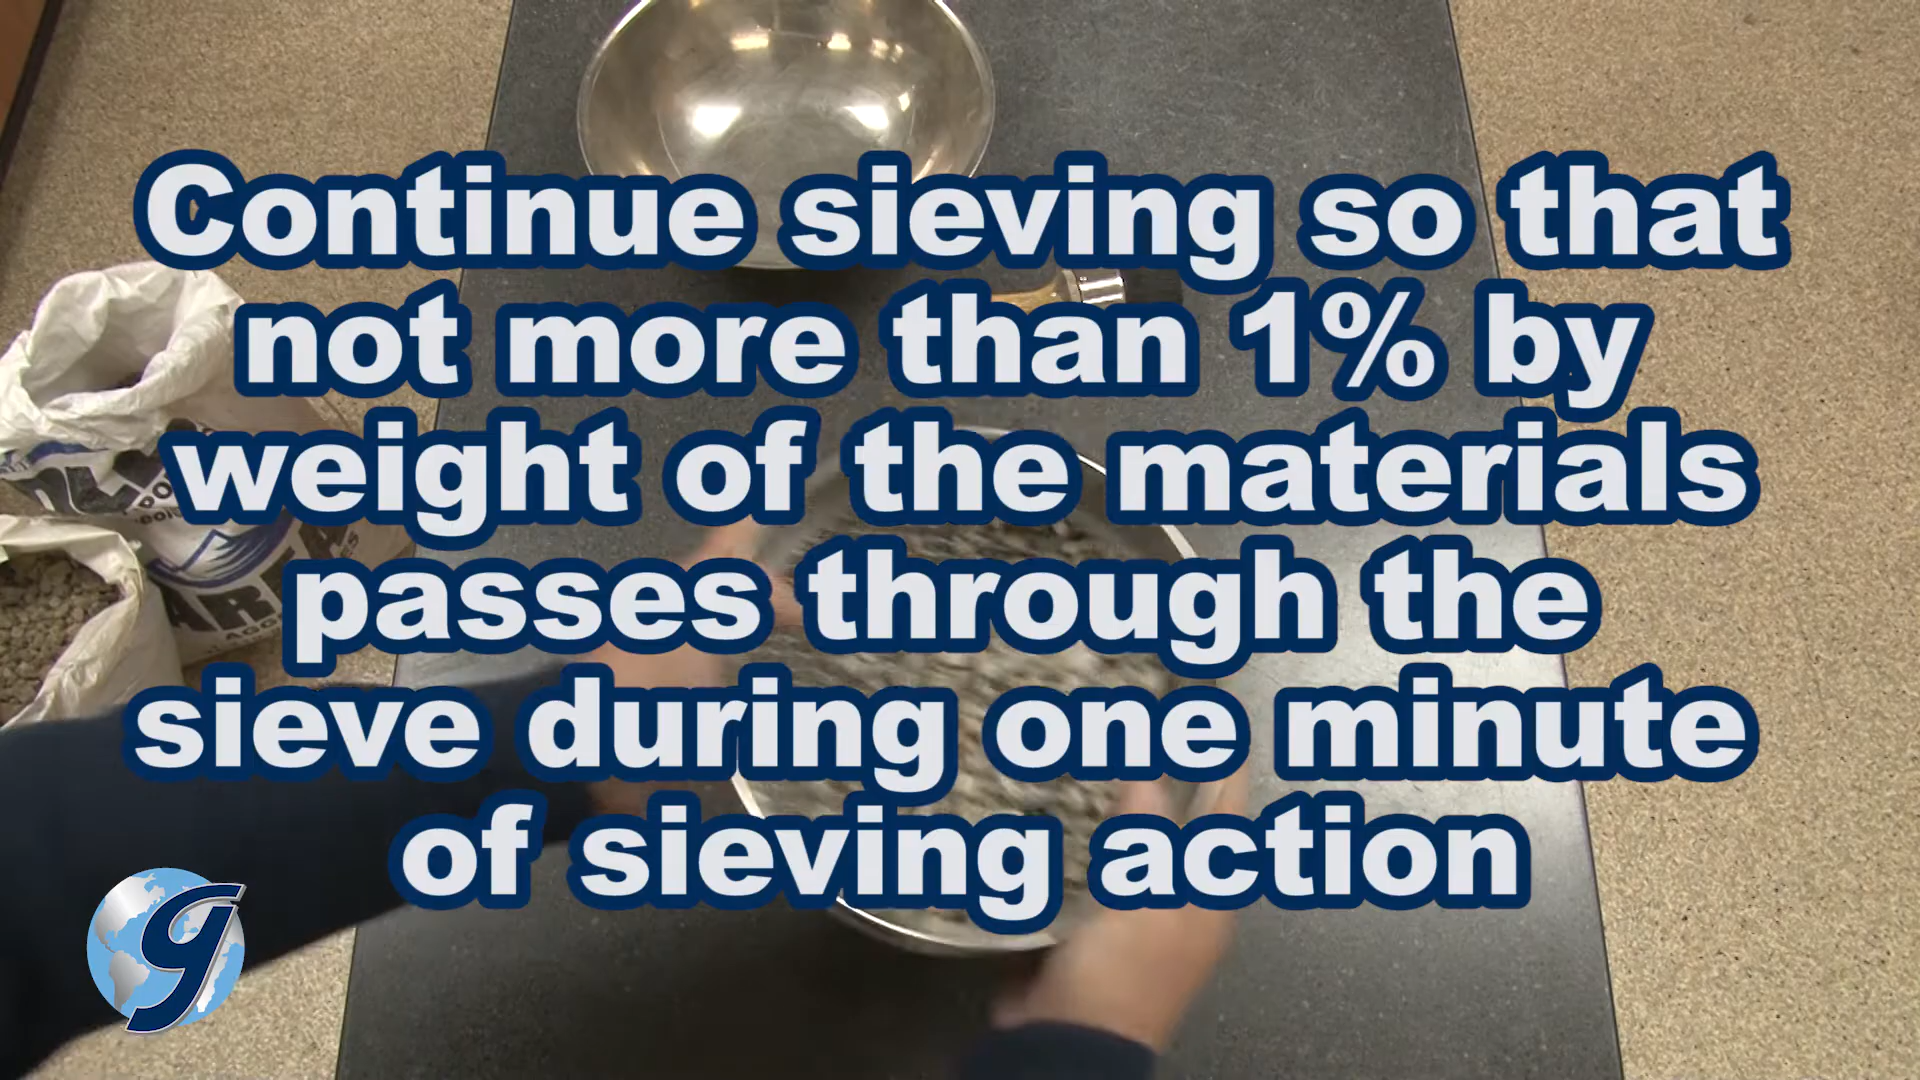 Continue sieving so that
not more than 1% by
weight of the materials
passes through the
sieve during one minute
of sieving action
g